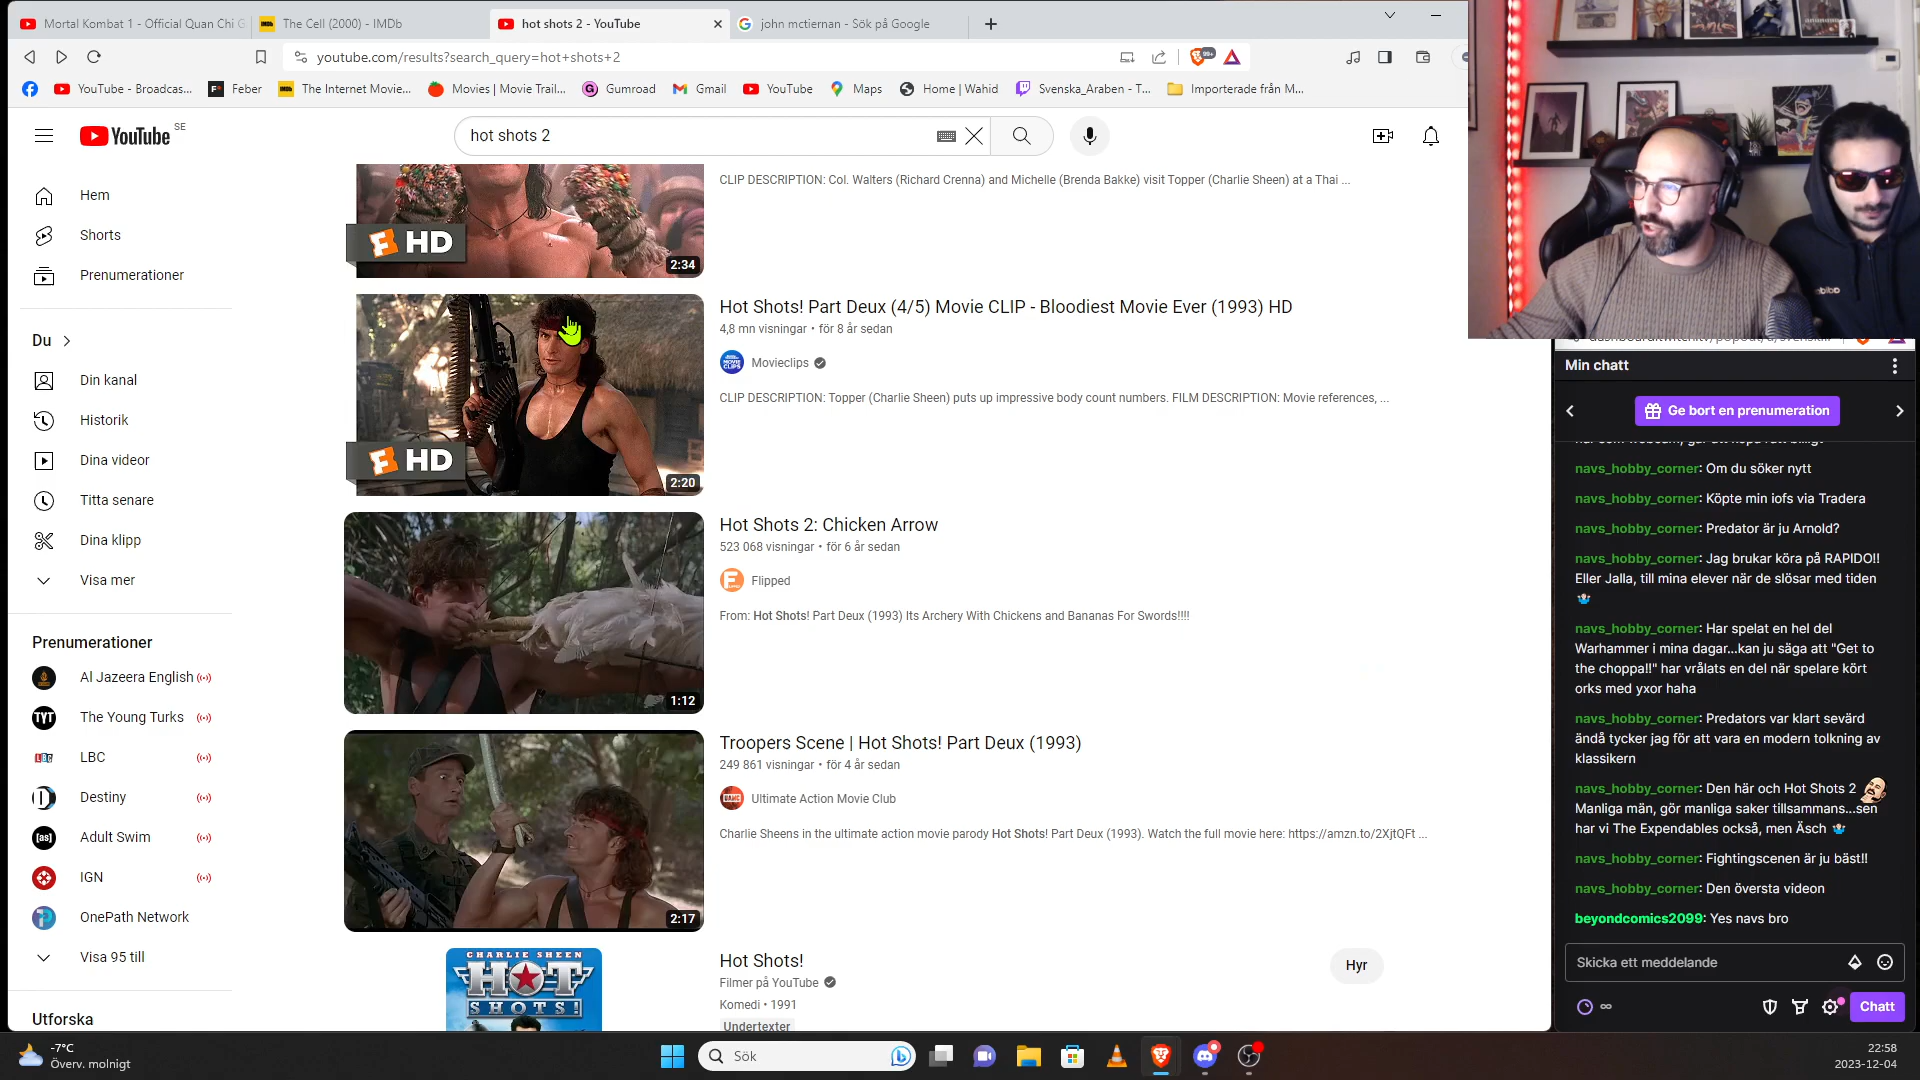 Mortal Kombat 1 - Official Quan Chi G
The Cell (2000) - IMDb
hot shots 2 - YouTube
john mctiernan - Sök på Google
youtube.com/results?search_query=hot+shots+2
99+
YouTube - Broadcas...
Feber
The Internet Movie...
Movies | Movie Trail...
Gumroad
Gmail
YouTube
Maps
Home | Wahid
Svenska_Araben - T...
Importerade från M...
YouTube SE
hot shots 2
Hem
Shorts
Prenumerationer
Du
Din kanal
Historik
Dina videor
Titta senare
Dina klipp
Visa mer
Prenumerationer
Al Jazeera English
TYT The Young Turks
LBC LBC
Destiny
[as] Adult Swim
IGN
OnePath Network
Visa 95 till
Utforska
HD
2:34
CLIP DESCRIPTION: Col. Walters (Richard Crenna) and Michelle (Brenda Bakke) visit Topper (Charlie Sheen) at a Thai ...
HD
2:20
Hot Shots! Part Deux (4/5) Movie CLIP - Bloodiest Movie Ever (1993) HD
4,8 mn visningar • för 8 år sedan
Movieclips
CLIP DESCRIPTION: Topper (Charlie Sheen) puts up impressive body count numbers. FILM DESCRIPTION: Movie references, ...
1:12
Hot Shots 2: Chicken Arrow
523 068 visningar • för 6 år sedan
Flipped
From: Hot Shots! Part Deux (1993) Its Archery With Chickens and Bananas For Swords!!!!
2:17
Troopers Scene | Hot Shots! Part Deux (1993)
249 861 visningar • för 4 år sedan
Ultimate Action Movie Club
Charlie Sheens in the ultimate action movie parody Hot Shots! Part Deux (1993). Watch the full movie here: https://amzn.to/2XjtQFt ...
CHARLIE SHEEN
HOT
SHOTS!
Hot Shots!
Filmer på YouTube
Komedi • 1991
Undertexter
Hyr
Min chatt
Ge bort en prenumeration
navs_hobby_corner: Om du söker nytt
navs_hobby_corner: Köpte min iofs via Tradera
navs_hobby_corner: Predator är ju Arnold?
navs_hobby_corner: Jag brukar köra på RAPIDO!!
Eller Jalla, till mina elever när de slösar med tiden
navs_hobby_corner: Har spelat en hel del
Warhammer i mina dagar...kan ju säga att "Get to
the choppa!!" har vrålats en del när spelare kört
orks med yxor haha
navs_hobby_corner: Predators var klart sevärd
ändå tycker jag för att vara en modern tolkning av
klassikern
navs_hobby_corner: Den här och Hot Shots 2
Manliga män, gör manliga saker tillsammans...sen
har vi The Expendables också, men Äsch
navs_hobby_corner: Fightingscenen är ju bäst!!
navs_hobby_corner: Den översta videon
beyondcomics2099: Yes navs bro
Skicka ett meddelande
Chatt
-7°C
Överv. molnigt
Sök
22:58
2023-12-04